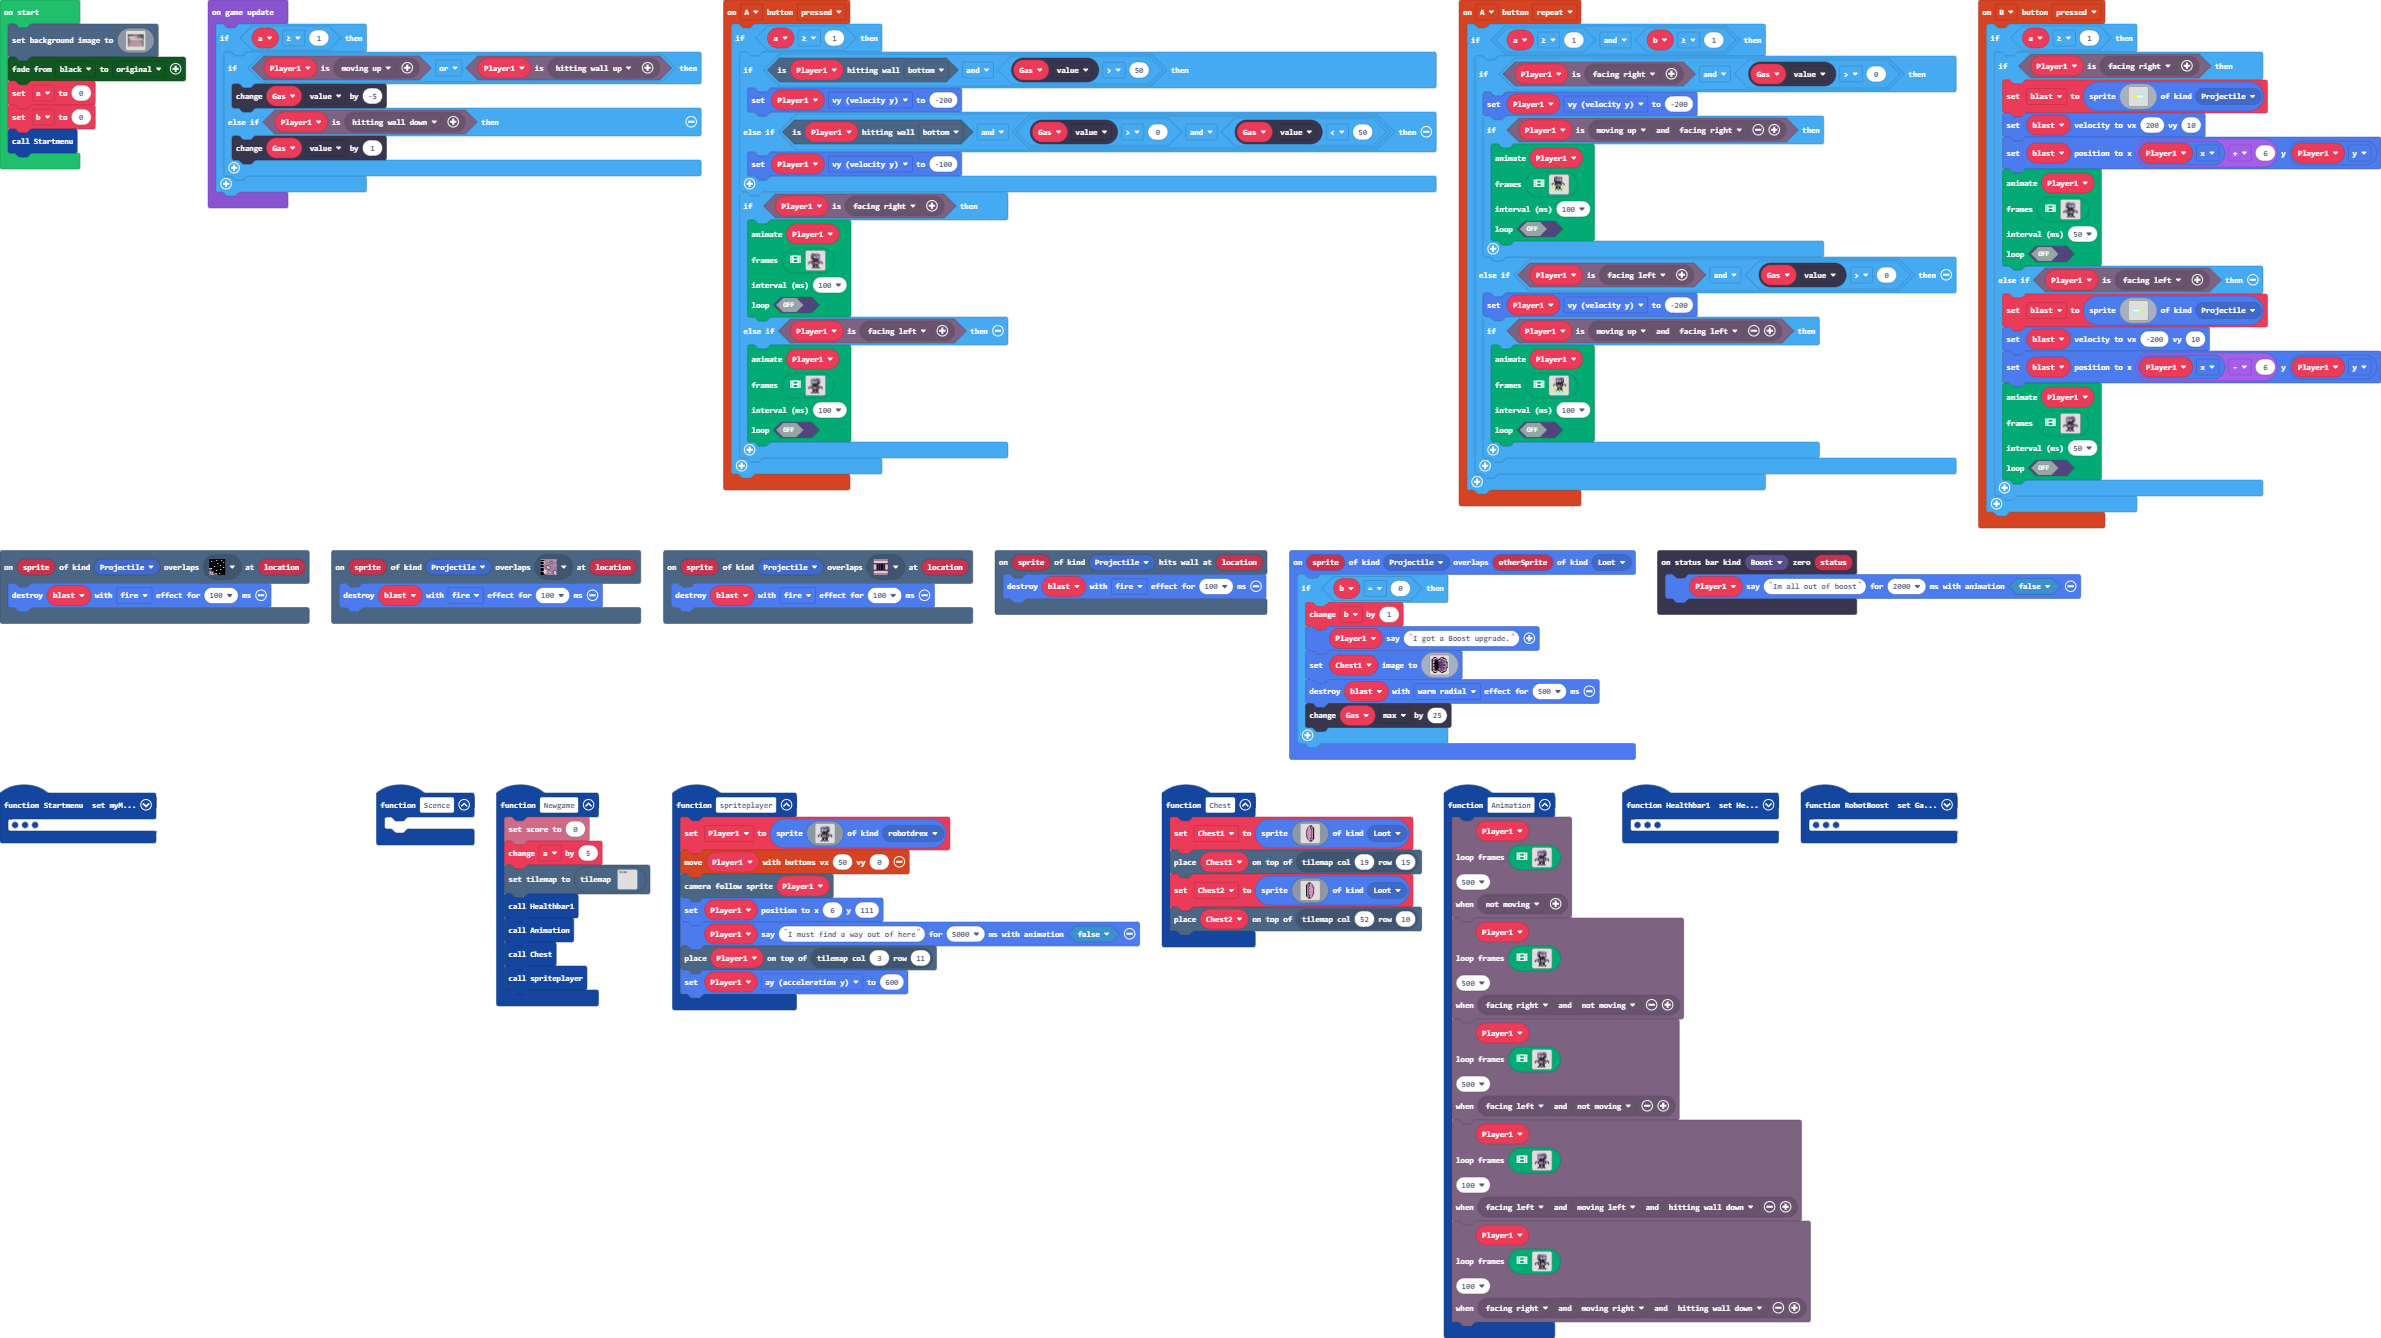 on start
set background image to
fade from black to original
set a to 0
set b to 0
call Startmenu
on game update
if a ≥ 1 then
if Player1 is moving up or Player1 is hitting wall up then
change Gas value by -5
else if Player1 is hitting wall down then
change Gas value by 1
on A button pressed
if a ≥ 1 then
if is Player1 hitting wall bottom and Gas value > 50 then
set Player1 vy (velocity y) to -200
else if is Player1 hitting wall bottom and Gas value > 0 and Gas value < 50 then
set Player1 vy (velocity y) to -100
if Player1 is facing right then
animate Player1
frames
interval (ms) 100
loop OFF
else if Player1 is facing left then
animate Player1
frames
interval (ms) 100
loop OFF
on A button repeat
if a ≥ 1 and b ≥ 1 then
if Player1 is facing right and Gas value > 0 then
set Player1 vy (velocity y) to -200
if Player1 is moving up and facing right then
animate Player1
frames
interval (ms) 100
loop OFF
else if Player1 is facing left and Gas value > 0 then
set Player1 vy (velocity y) to -200
if Player1 is moving up and facing left then
animate Player1
frames
interval (ms) 100
loop OFF
on B button pressed
if a ≥ 1 then
if Player1 is facing right then
set blast to sprite of kind Projectile
set blast velocity to vx 200 vy 10
set blast position to x Player1 x + 6 y Player1 y
animate Player1
frames
interval (ms) 50
loop OFF
else if Player1 is facing left then
set blast to sprite of kind Projectile
set blast velocity to vx -200 vy 10
set blast position to x Player1 x - 6 y Player1 y
animate Player1
frames
interval (ms) 50
loop OFF
on sprite of kind Projectile overlaps at location
destroy blast with fire effect for 100 ms
on sprite of kind Projectile overlaps at location
destroy blast with fire effect for 100 ms
on sprite of kind Projectile overlaps at location
destroy blast with fire effect for 100 ms
on sprite of kind Projectile hits wall at location
destroy blast with fire effect for 100 ms
on sprite of kind Projectile overlaps otherSprite of kind Loot
if b = 0 then
change b by 1
Player1 say "I got a Boost upgrade."
set Chest1 image to
destroy blast with warm radial effect for 500 ms
change Gas max by 25
on status bar kind Boost zero status
Player1 say "Im all out of boost" for 2000 ms with animation false
function Startmenu set myM...
function Scence
function Newgame
set score to 0
change a by 5
set tilemap to tilemap
call Healthbar1
call Animation
call Chest
call spriteplayer
function spriteplayer
set Player1 to sprite of kind robotdrex
move Player1 with buttons vx 50 vy 0
camera follow sprite Player1
set Player1 position to x 6 y 111
Player1 say "I must find a way out of here" for 5000 ms with animation false
place Player1 on top of tilemap col 3 row 11
set Player1 ay (acceleration y) to 600
function Chest
set Chest1 to sprite of kind Loot
place Chest1 on top of tilemap col 19 row 15
set Chest2 to sprite of kind Loot
place Chest2 on top of tilemap col 52 row 10
function Animation
Player1
loop frames
500
when not moving
Player1
loop frames
500
when facing right and not moving
Player1
loop frames
500
when facing left and not moving
Player1
loop frames
100
when facing left and moving left and hitting wall down
Player1
loop frames
100
when facing right and moving right and hitting wall down
function Healthbar1 set He...
function RobotBoost set Ga...